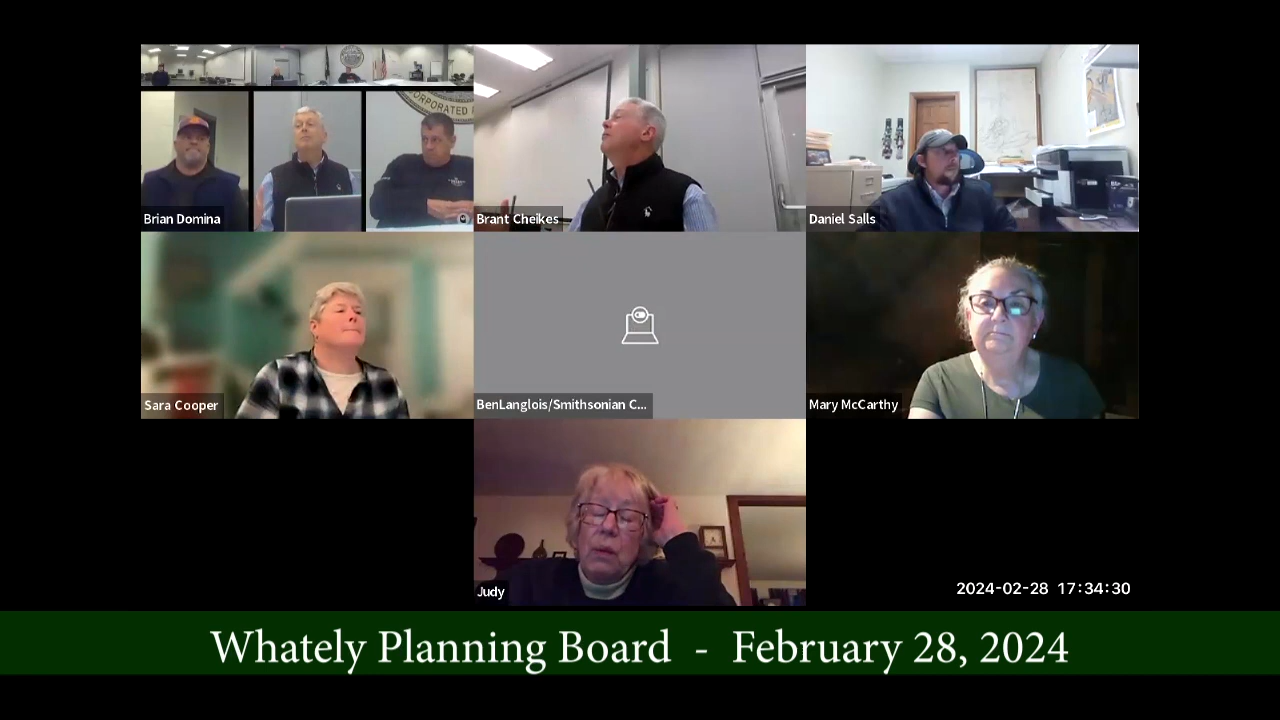 CORPORATED
Brian Domina
Brant Cheikes
Daniel Salls
Sara Cooper
BenLanglois/Smithsonian C...
Mary McCarthy
Judy
2024-02-28 17:34:30
Whately Planning Board - February 28, 2024